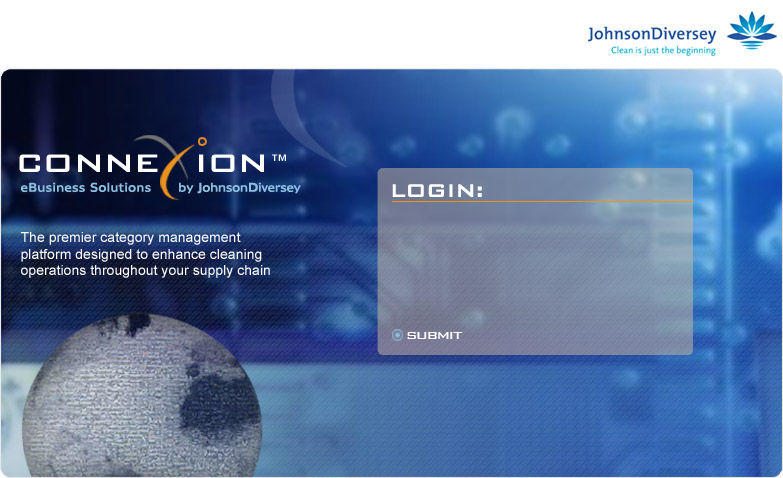 JohnsonDiversey
Clean is just the beginning
CONNEXION™
eBusiness Solutions by JohnsonDiversey
The premier category management
platform designed to enhance cleaning
operations throughout your supply chain
LOGIN:
SUBMIT